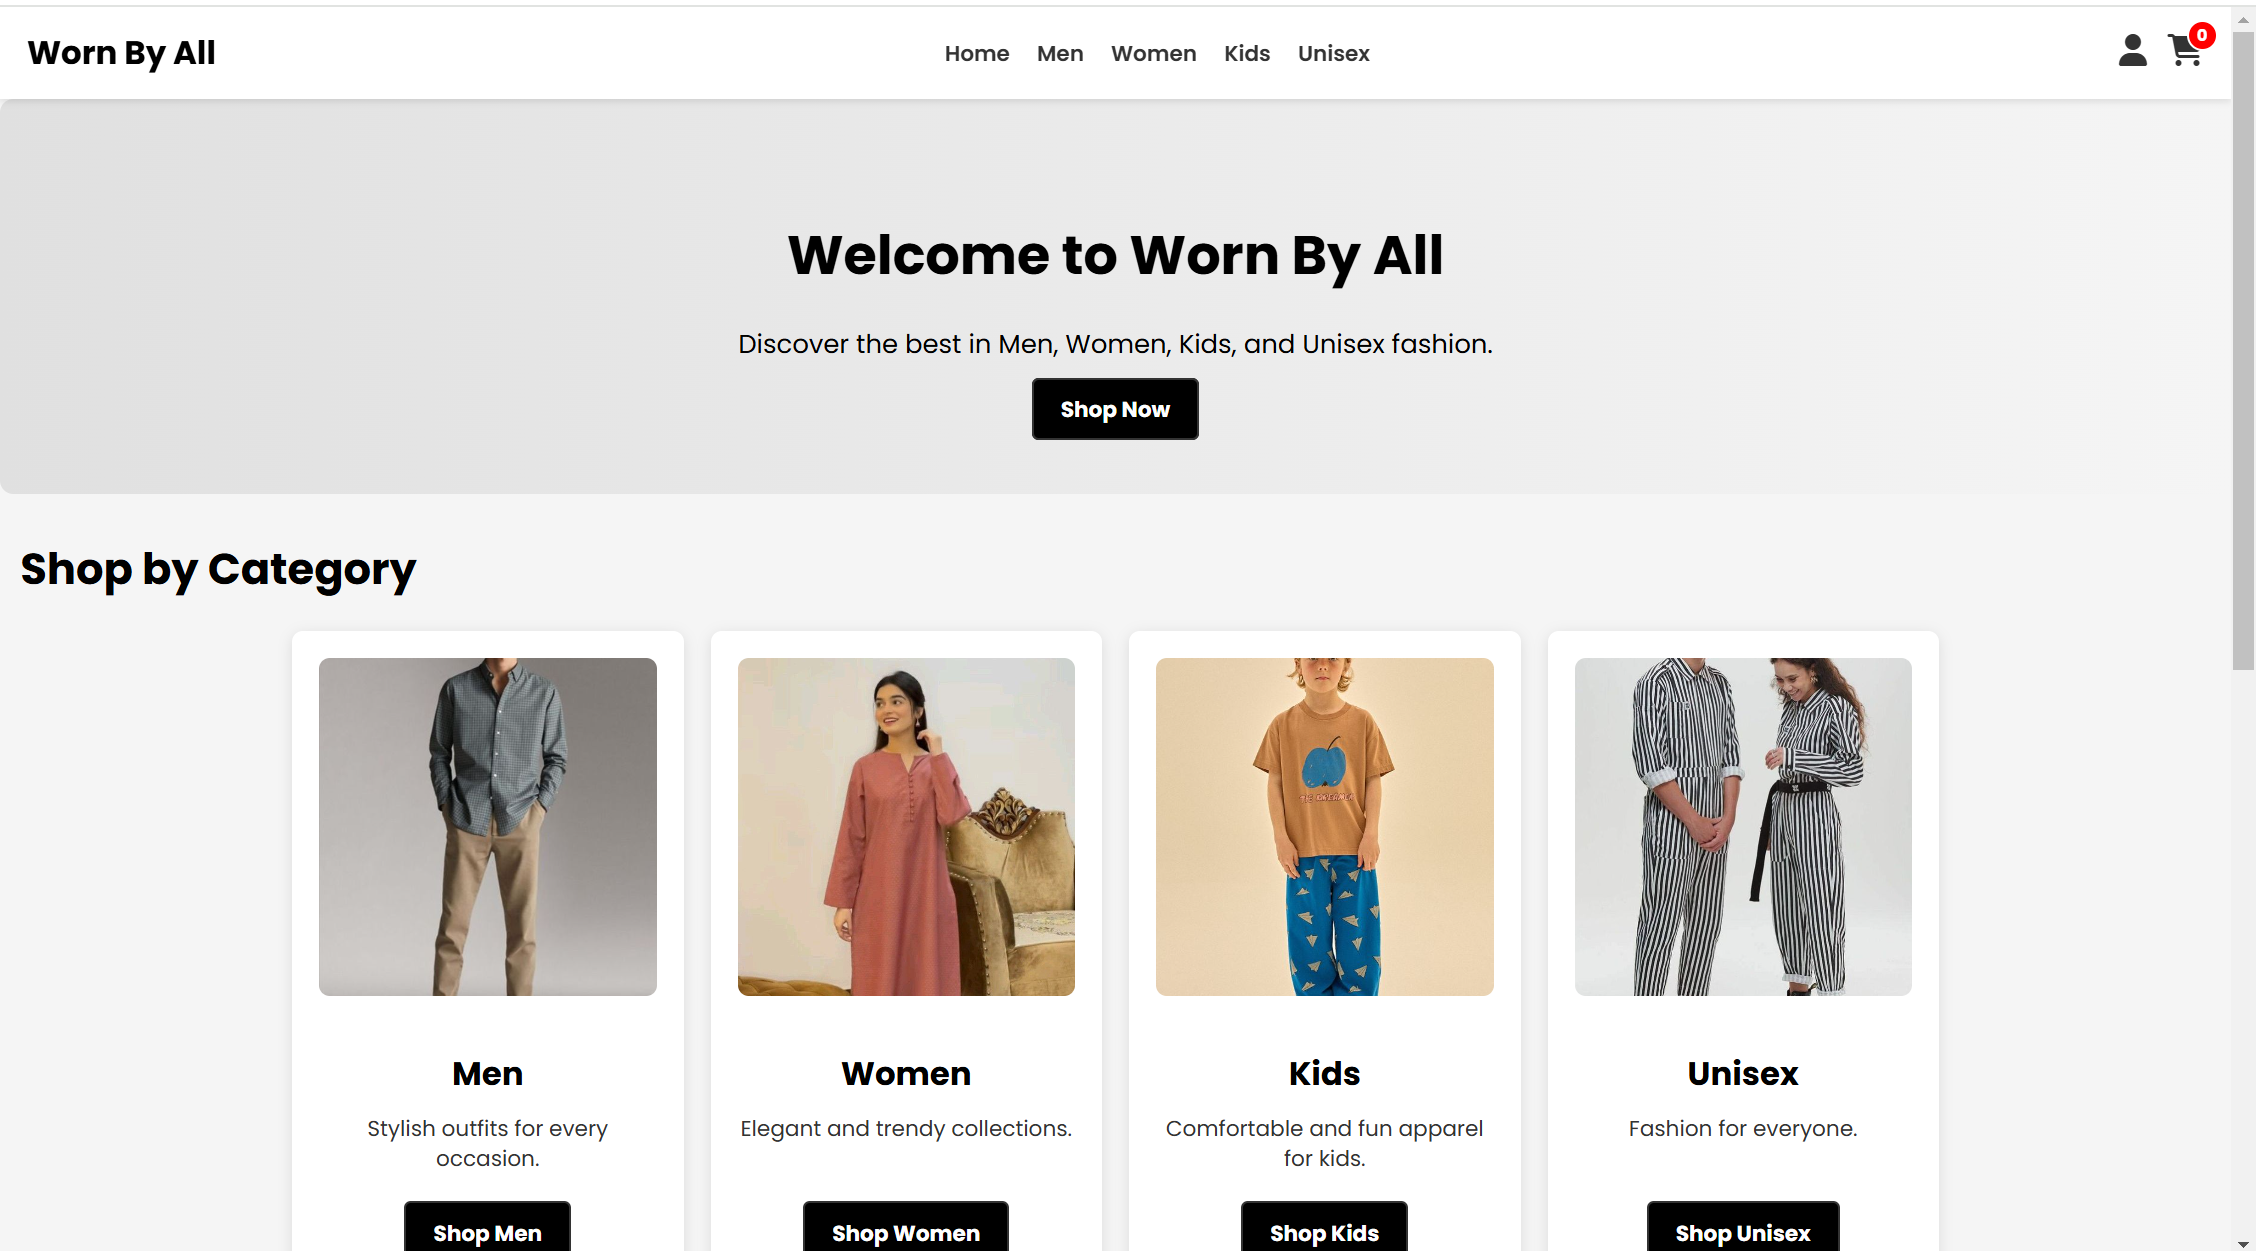 Worn By All
Home Men Women Kids Unisex
0
Welcome to Worn By All
Discover the best in Men, Women, Kids, and Unisex fashion.
Shop Now
Shop by Category
Men
Stylish outfits for every
occasion.
Shop Men
Women
Elegant and trendy collections.
Shop Women
THE DREAMER
Kids
Comfortable and fun apparel
for kids.
Shop Kids
Unisex
Fashion for everyone.
Shop Unisex